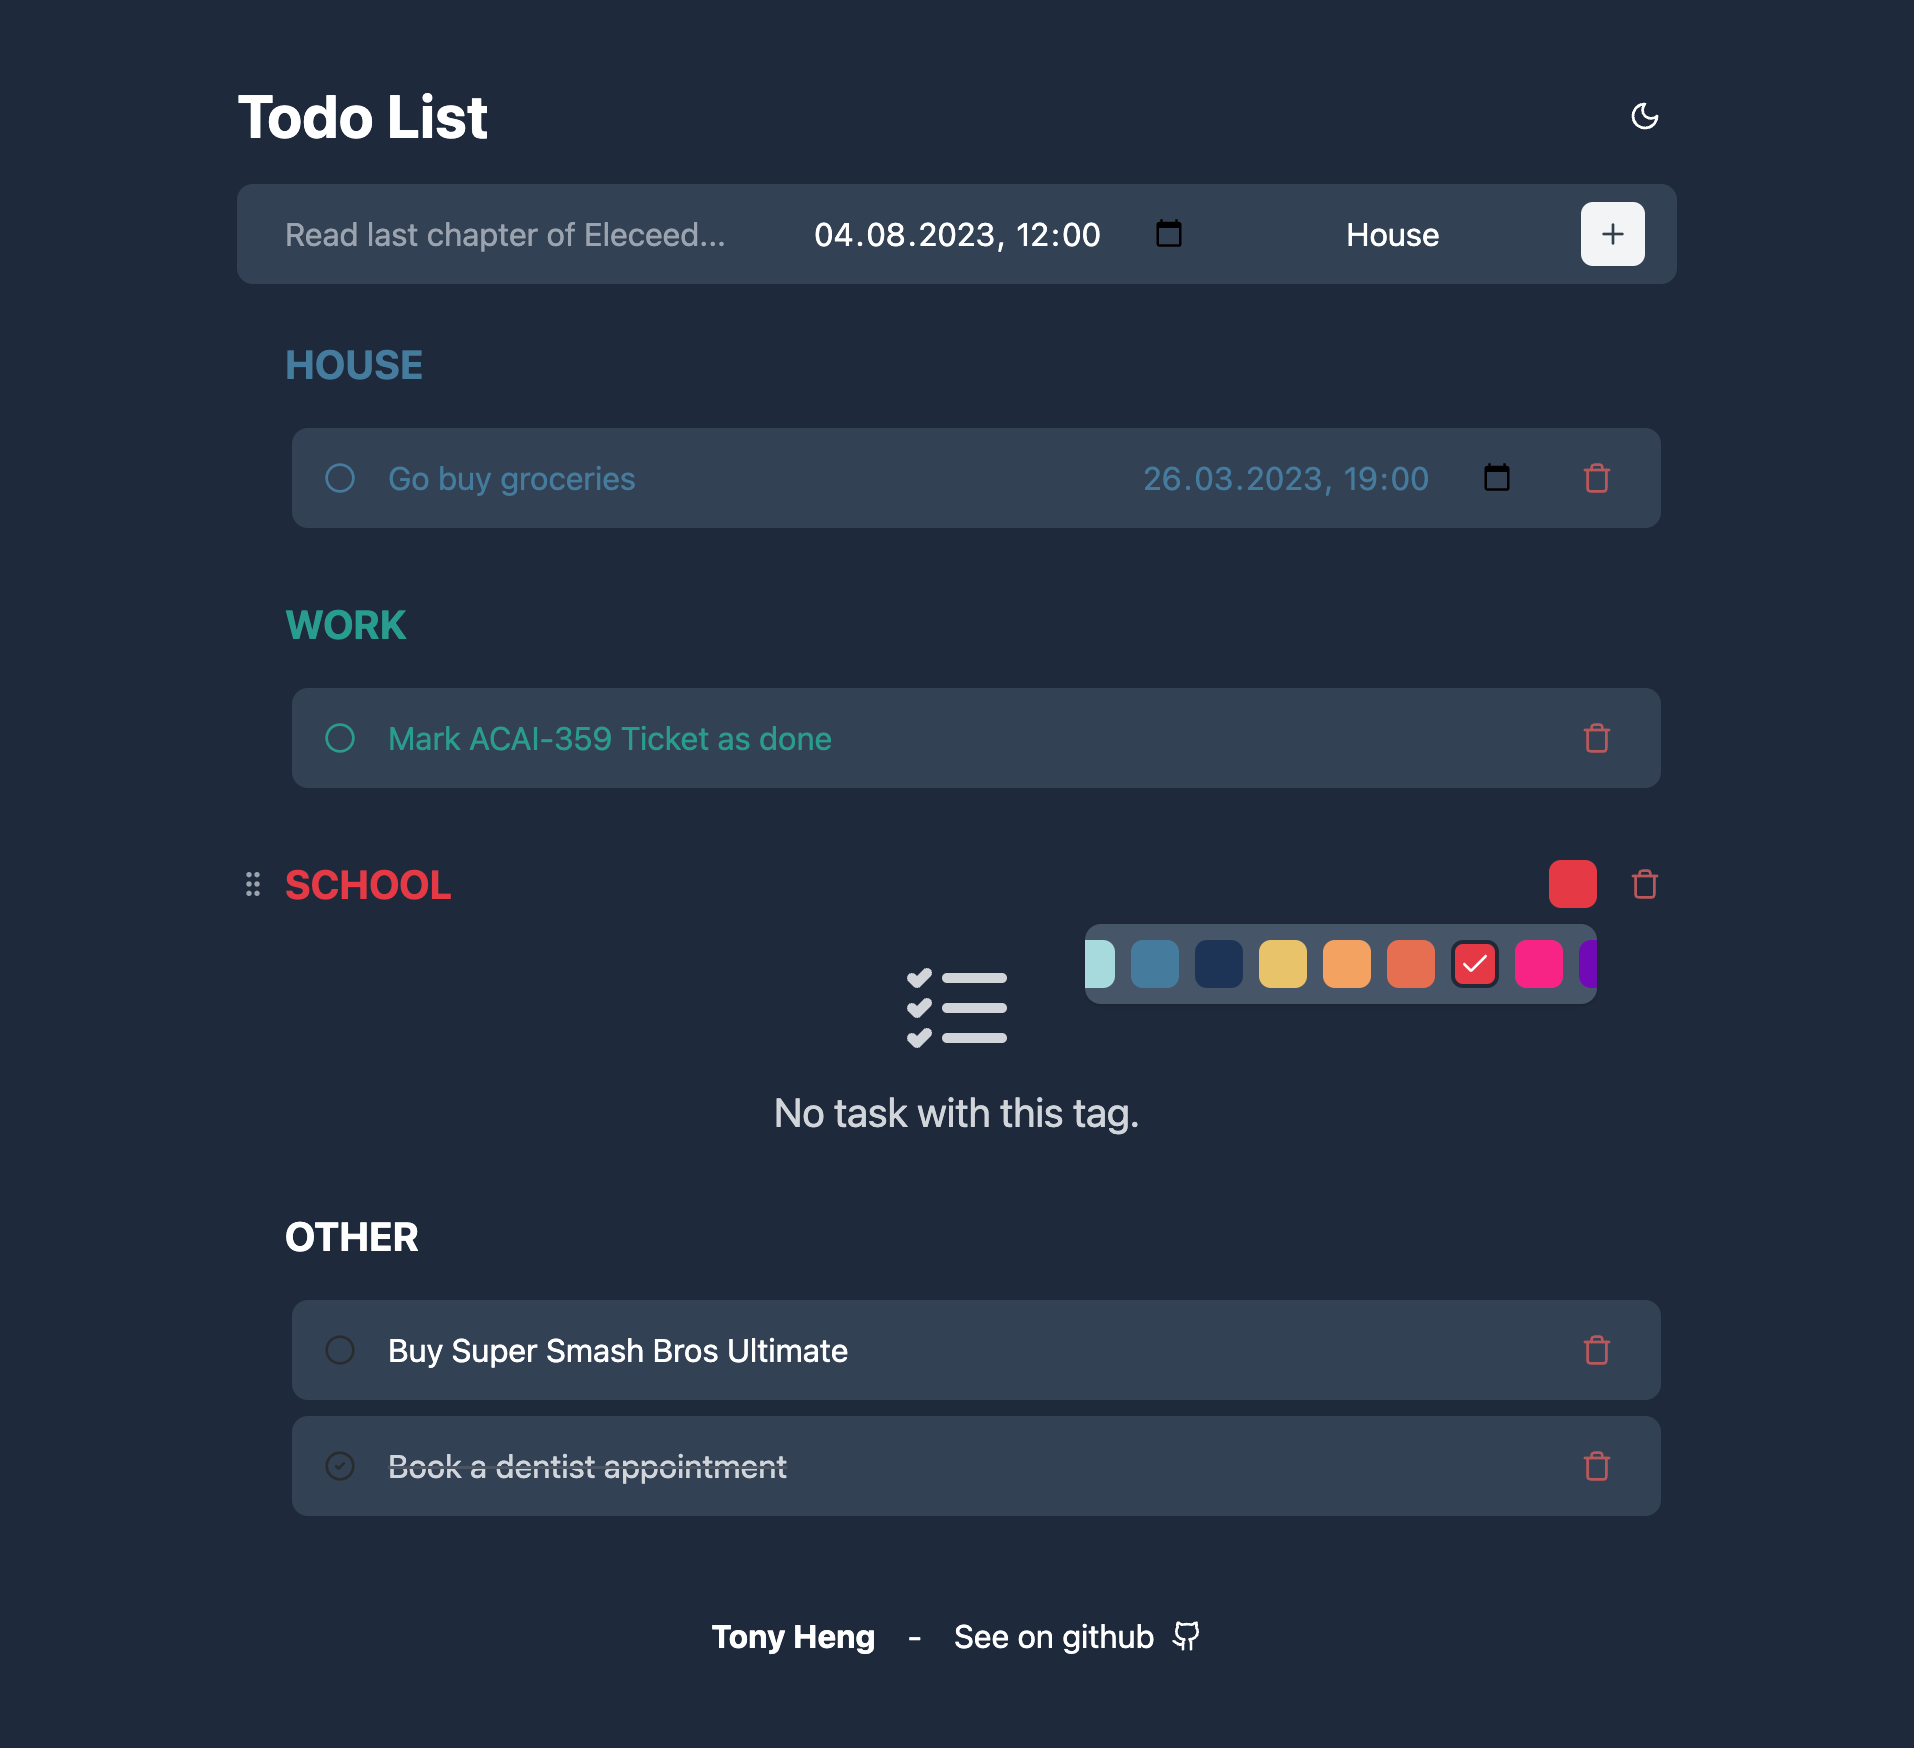 Todo List
Read last chapter of Eleceed... 04.08.2023, 12:00 House
HOUSE
Go buy groceries 26.03.2023, 19:00
WORK
Mark ACAI-359 Ticket as done
SCHOOL
No task with this tag.
OTHER
Buy Super Smash Bros Ultimate
Book a dentist appointment
Tony Heng - See on github